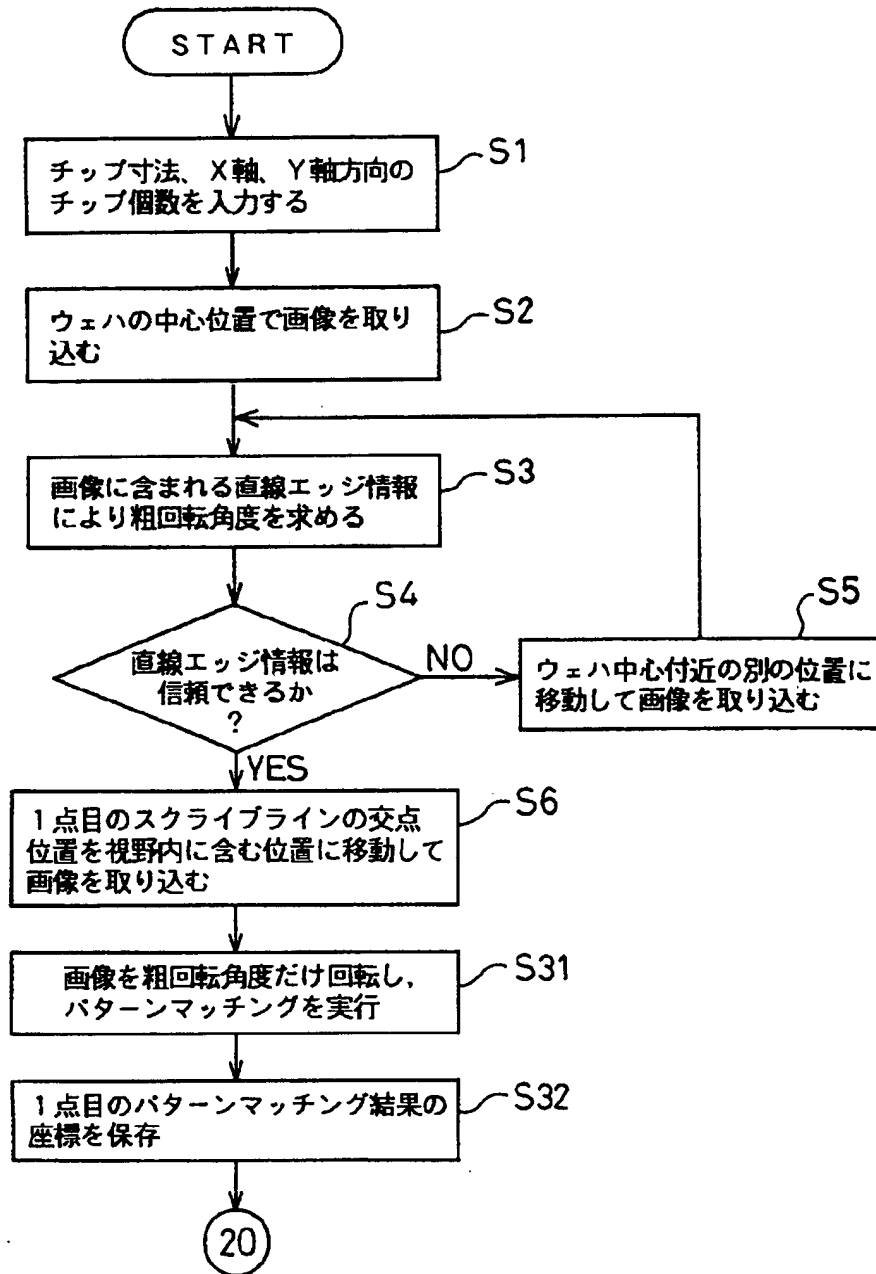 START
S1
チップ寸法、X軸、Y軸方向の
チップ個数を入力する
S2
ウェハの中心位置で画像を取り
込む
S3
画像に含まれる直線エッジ情報
により粗回転角度を求める
S4
直線エッジ情報は
信頼できるか
?
NO
S5
ウェハ中心付近の別の位置に
移動して画像を取り込む
YES
S6
1点目のスクライブラインの交点
位置を視野内に含む位置に移動して
画像を取り込む
S31
画像を粗回転角度だけ回転し,
パターンマッチングを実行
S32
1点目のパターンマッチング結果の
座標を保存
20